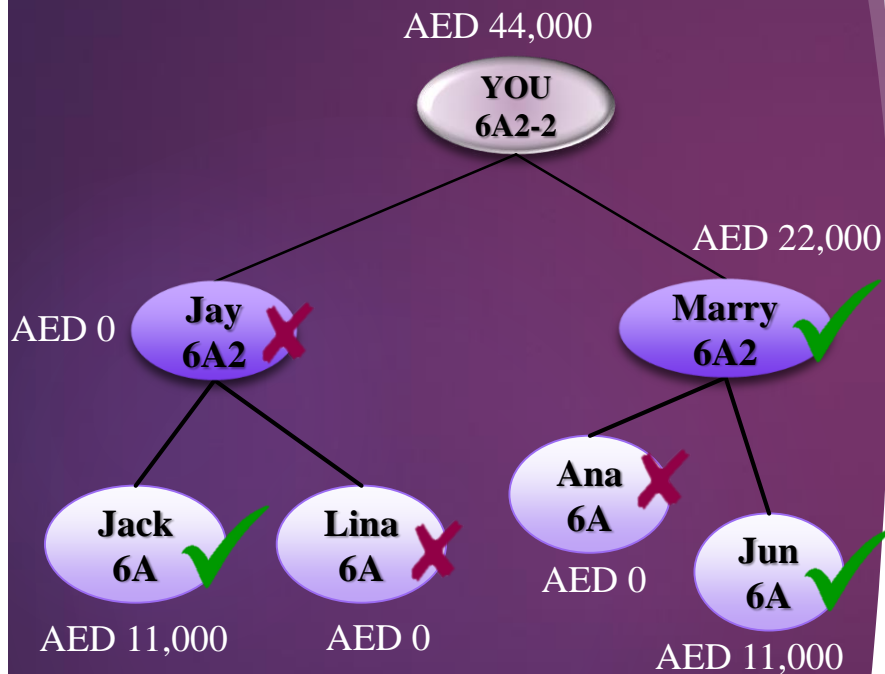 AED 44,000
YOU
6A2-2
AED 22,000
Jay
6A2
AED 0
Marry
6A2
Ana
6A
AED 0
Jack
6A
AED 11,000
Lina
6A
AED 0
Jun
6A
AED 11,000